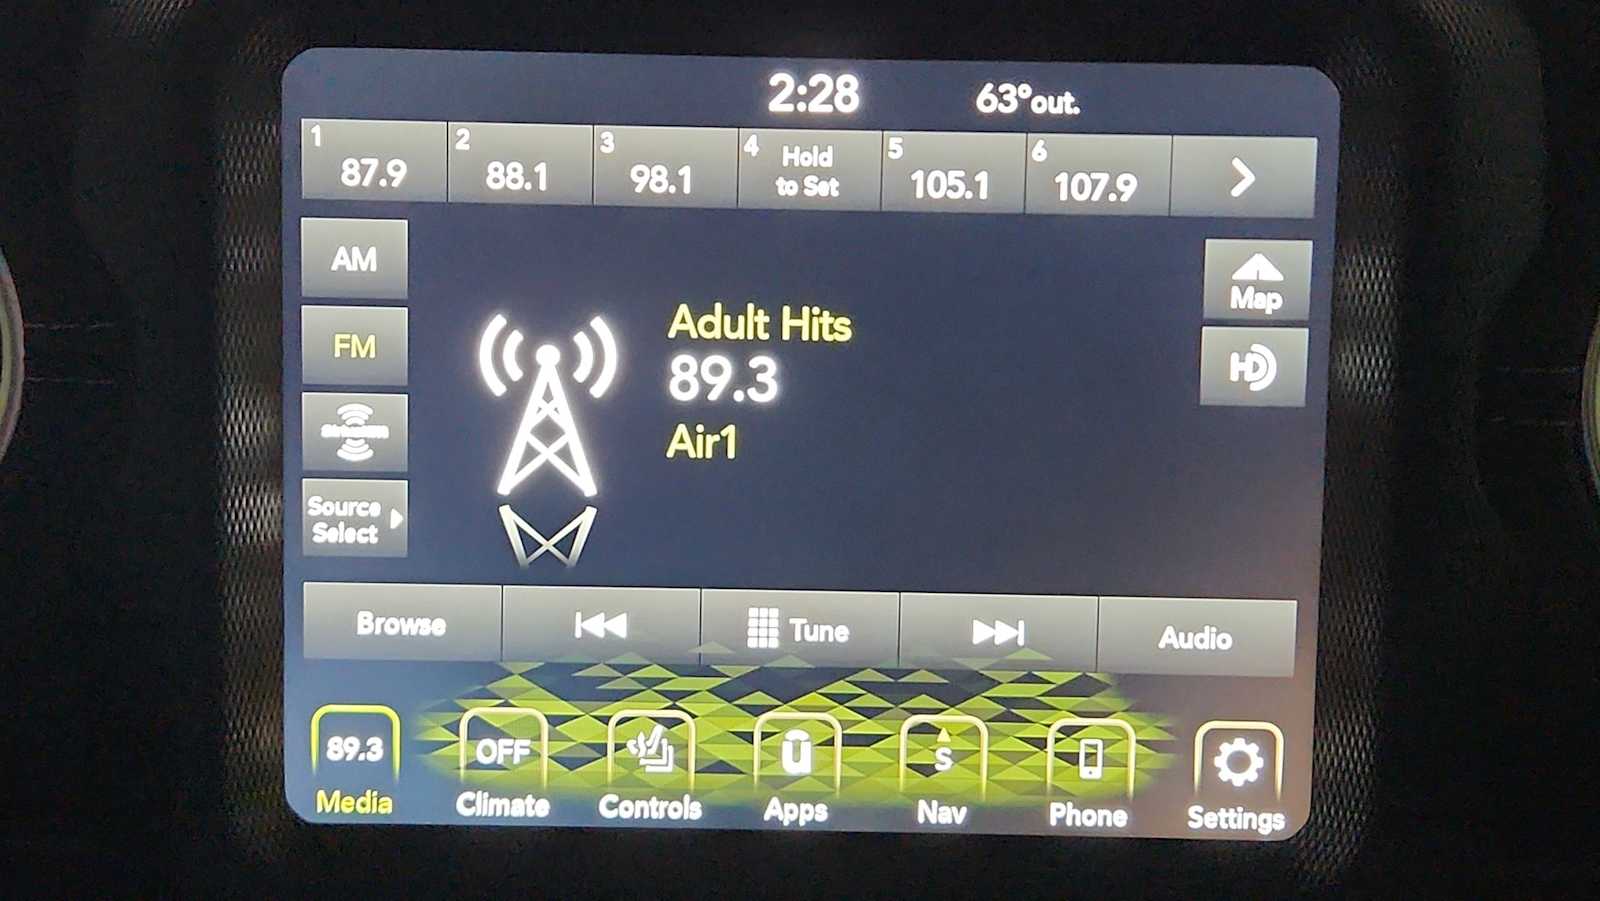 2:28 63°out.
1 87.9 2 88.1 3 98.1 4 Hold to Set 5 105.1 6 107.9
AM
FM
Source
Select
Map
HD
Adult Hits
89.3
Air1
Browse Tune Audio
89.3 OFF S
Media Climate Controls Apps Nav Phone Settings